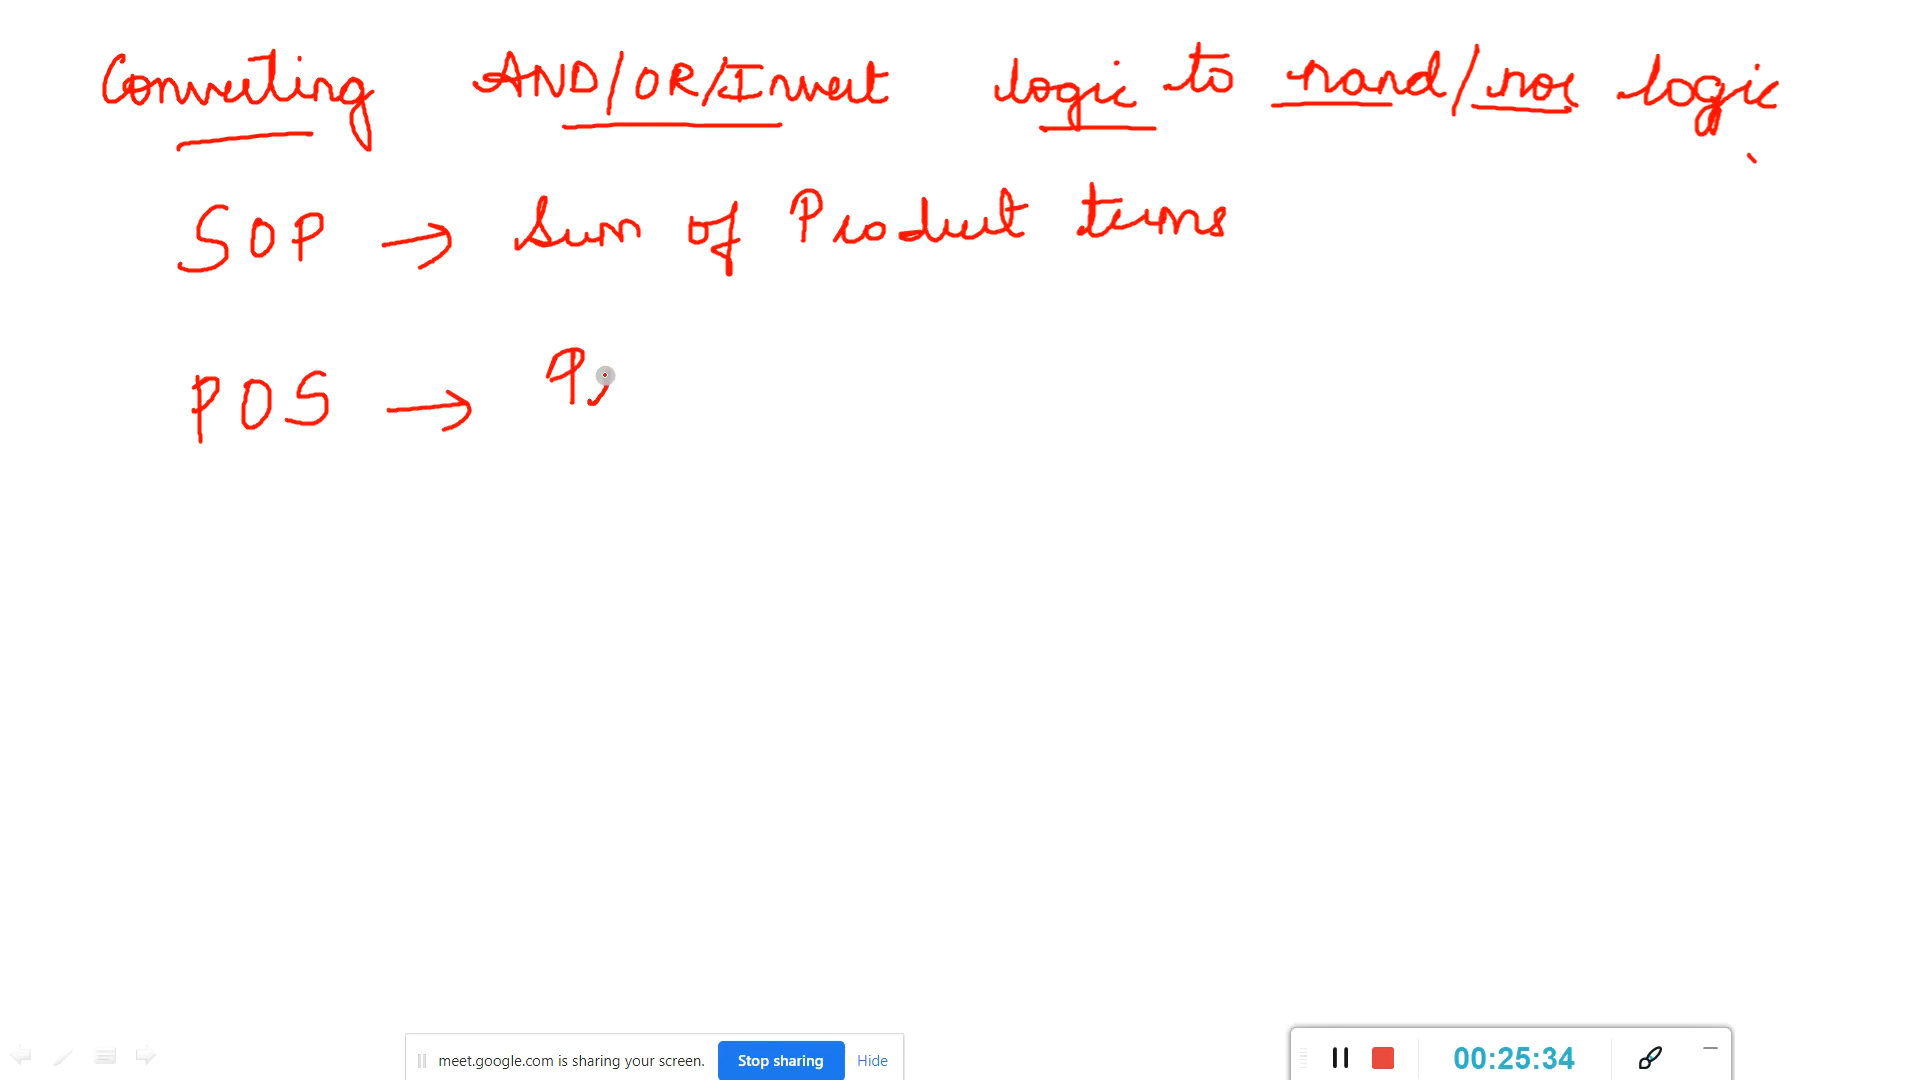 Converting AND/OR/Invert logic to nand/nor logic
SOP → Sum of Product terms
POS → P
meet.google.com is sharing your screen. Stop sharing Hide
00:25:34